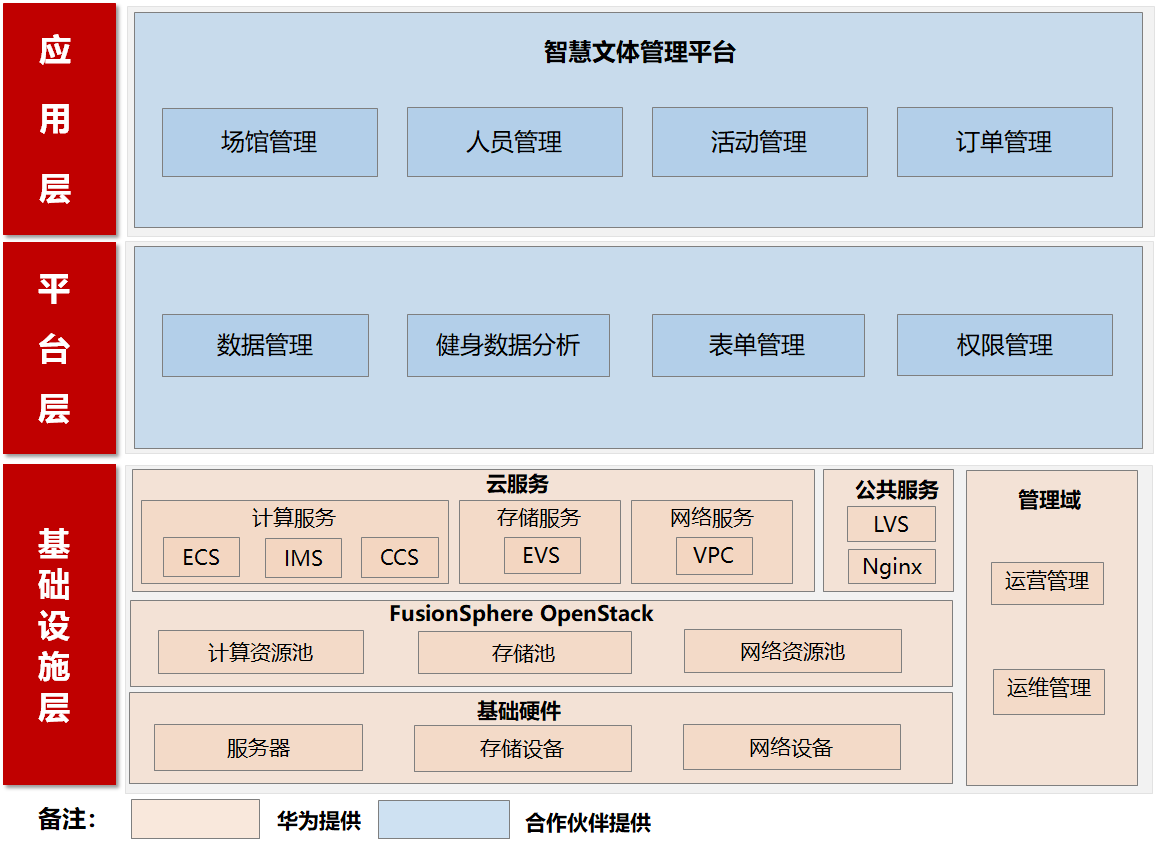 应用层
智慧文体管理平台
场馆管理
人员管理
活动管理
订单管理
平台层
数据管理
健身数据分析
表单管理
权限管理
基础设施层
云服务
计算服务
ECS
IMS
CCS
存储服务
EVS
网络服务
VPC
公共服务
LVS
Nginx
管理域
运营管理
运维管理
FusionSphere OpenStack
计算资源池
存储池
网络资源池
基础硬件
服务器
存储设备
网络设备
备注：
华为提供
合作伙伴提供